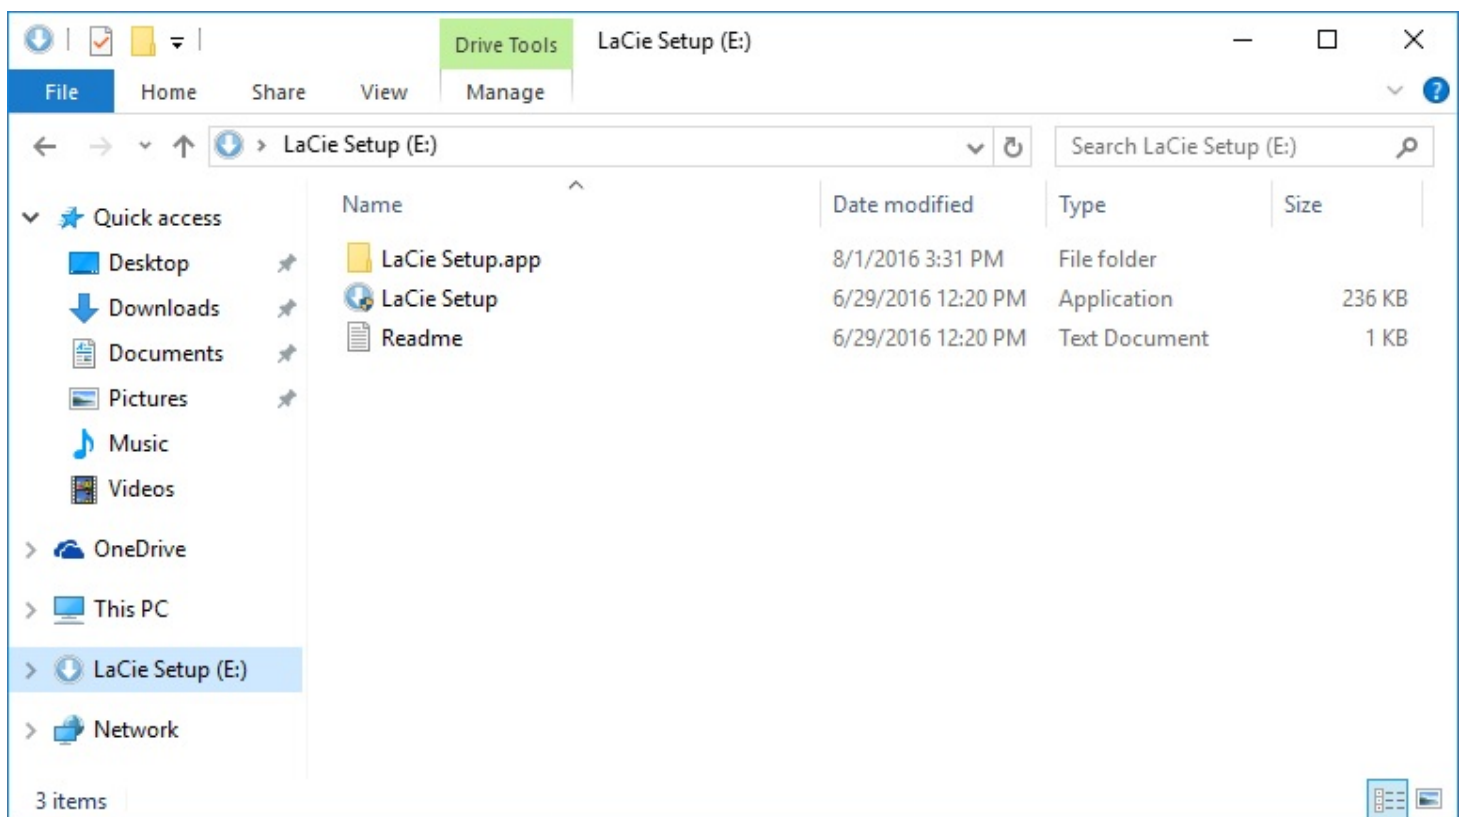 Drive Tools LaCie Setup (E:)
File Home Share View Manage
LaCie Setup (E:) Search LaCie Setup (E:)
Name Date modified Type Size
Quick access
Desktop
Downloads
Documents
Pictures
Music
Videos
OneDrive
This PC
LaCie Setup (E:)
Network
LaCie Setup.app 8/1/2016 3:31 PM File folder
LaCie Setup 6/29/2016 12:20 PM Application 236 KB
Readme 6/29/2016 12:20 PM Text Document 1 KB
3 items